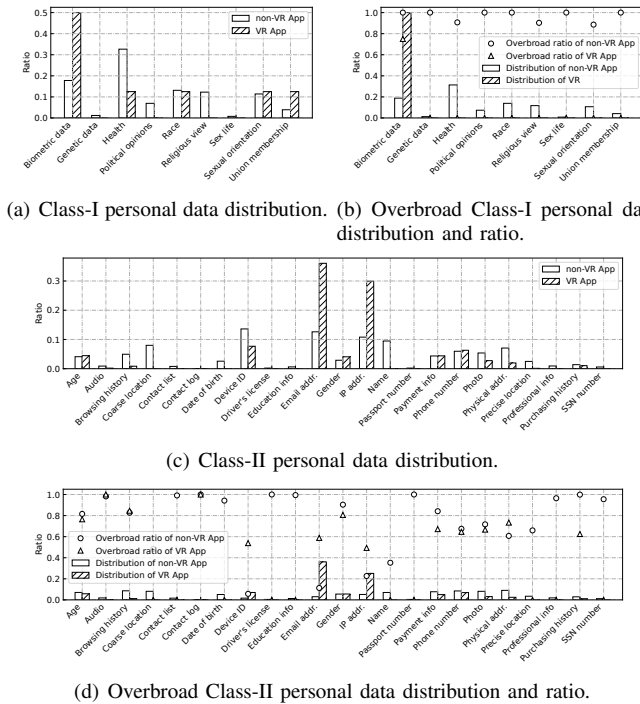 0.5
0.4
0.3
0.2
0.1
0.0
Ratio
non-VR App
VR App
Biometric data
Genetic data
Health
Political opinions
Race
Religious view
Sex life
Sexual orientation
Union membership
1.0
0.8
0.6
0.4
0.2
0.0
Ratio
Overbroad ratio of non-VR App
Overbroad ratio of VR App
Distribution of non-VR App
Distribution of VR
Biometric data
Genetic data
Health
Political opinions
Race
Religious view
Sex life
Sexual orientation
Union membership
(a) Class-I personal data distribution.
(b) Overbroad Class-I personal da
distribution and ratio.
0.3
0.2
0.1
0.0
Ratio
non-VR App
VR App
Age
Audio
Browsing history
Coarse location
Contact list
Contact log
Date of birth
Device ID
Driver's license
Education info
Email addr.
Gender
IP addr.
Name
Passport number
Payment info
Phone number
Photo
Physical addr.
Precise location
Professional info
Purchasing history
SSN number
(c) Class-II personal data distribution.
1.0
0.8
0.6
0.4
0.2
0.0
Ratio
Overbroad ratio of non-VR App
Overbroad ratio of VR App
Distribution of non-VR App
Distribution of VR App
Age
Audio
Browsing history
Coarse location
Contact list
Contact log
Date of birth
Device ID
Driver's license
Education info
Email addr.
Gender
IP addr.
Name
Passport number
Payment info
Phone number
Photo
Physical addr.
Precise location
Professional info
Purchasing history
SSN number
(d) Overbroad Class-II personal data distribution and ratio.